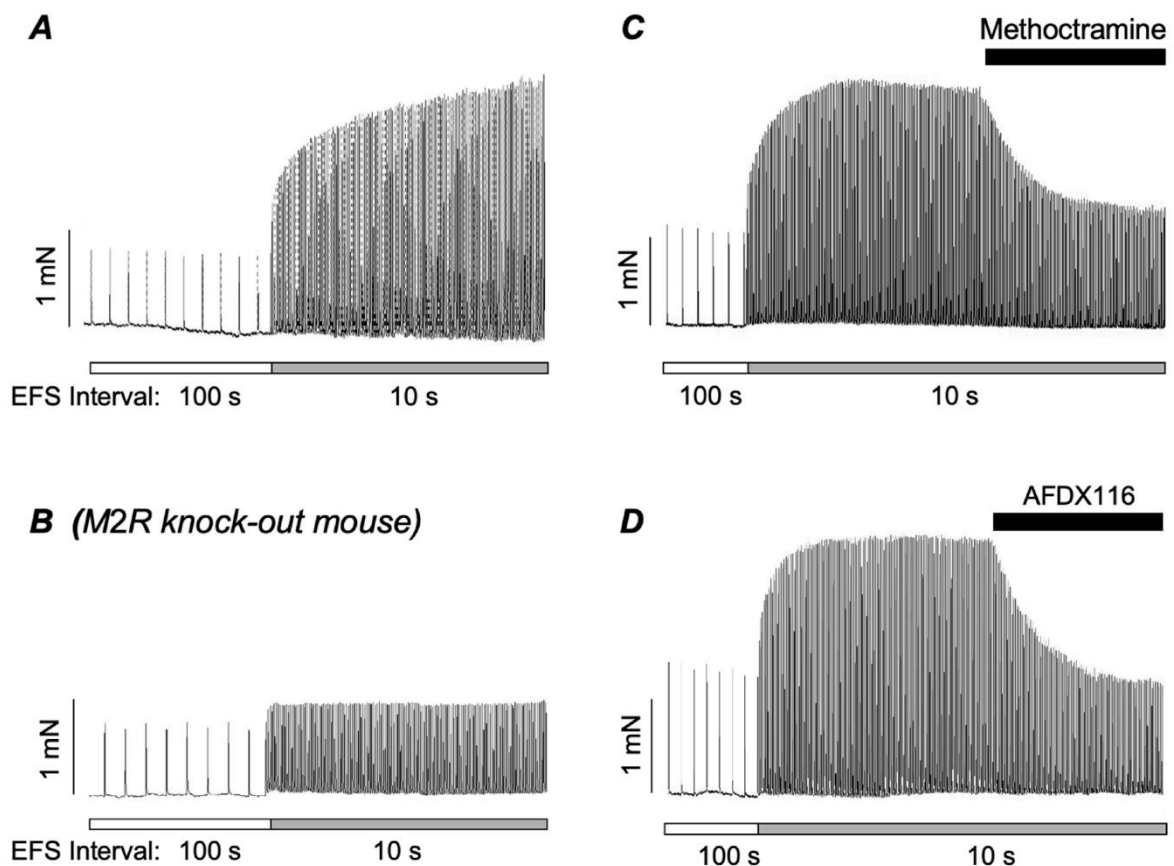 A
1 mN
EFS Interval: 100 s 10 s
B (M2R knock-out mouse)
1 mN
EFS Interval: 100 s 10 s
C
Methoctramine
1 mN
100 s 10 s
D
AFDX116
1 mN
100 s 10 s